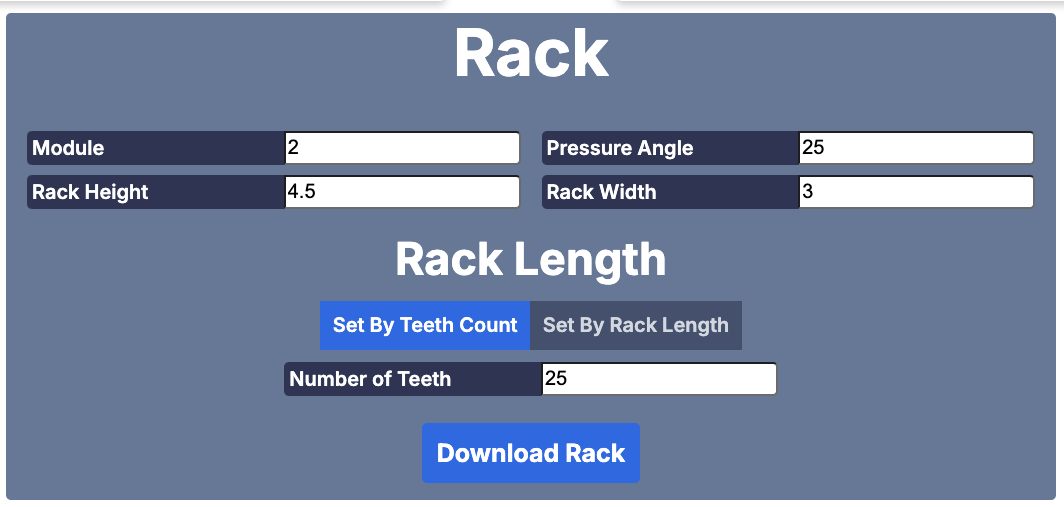 Rack
Module 2 Pressure Angle 25
Rack Height 4.5 Rack Width 3
Rack Length
Set By Teeth Count Set By Rack Length
Number of Teeth 25
Download Rack